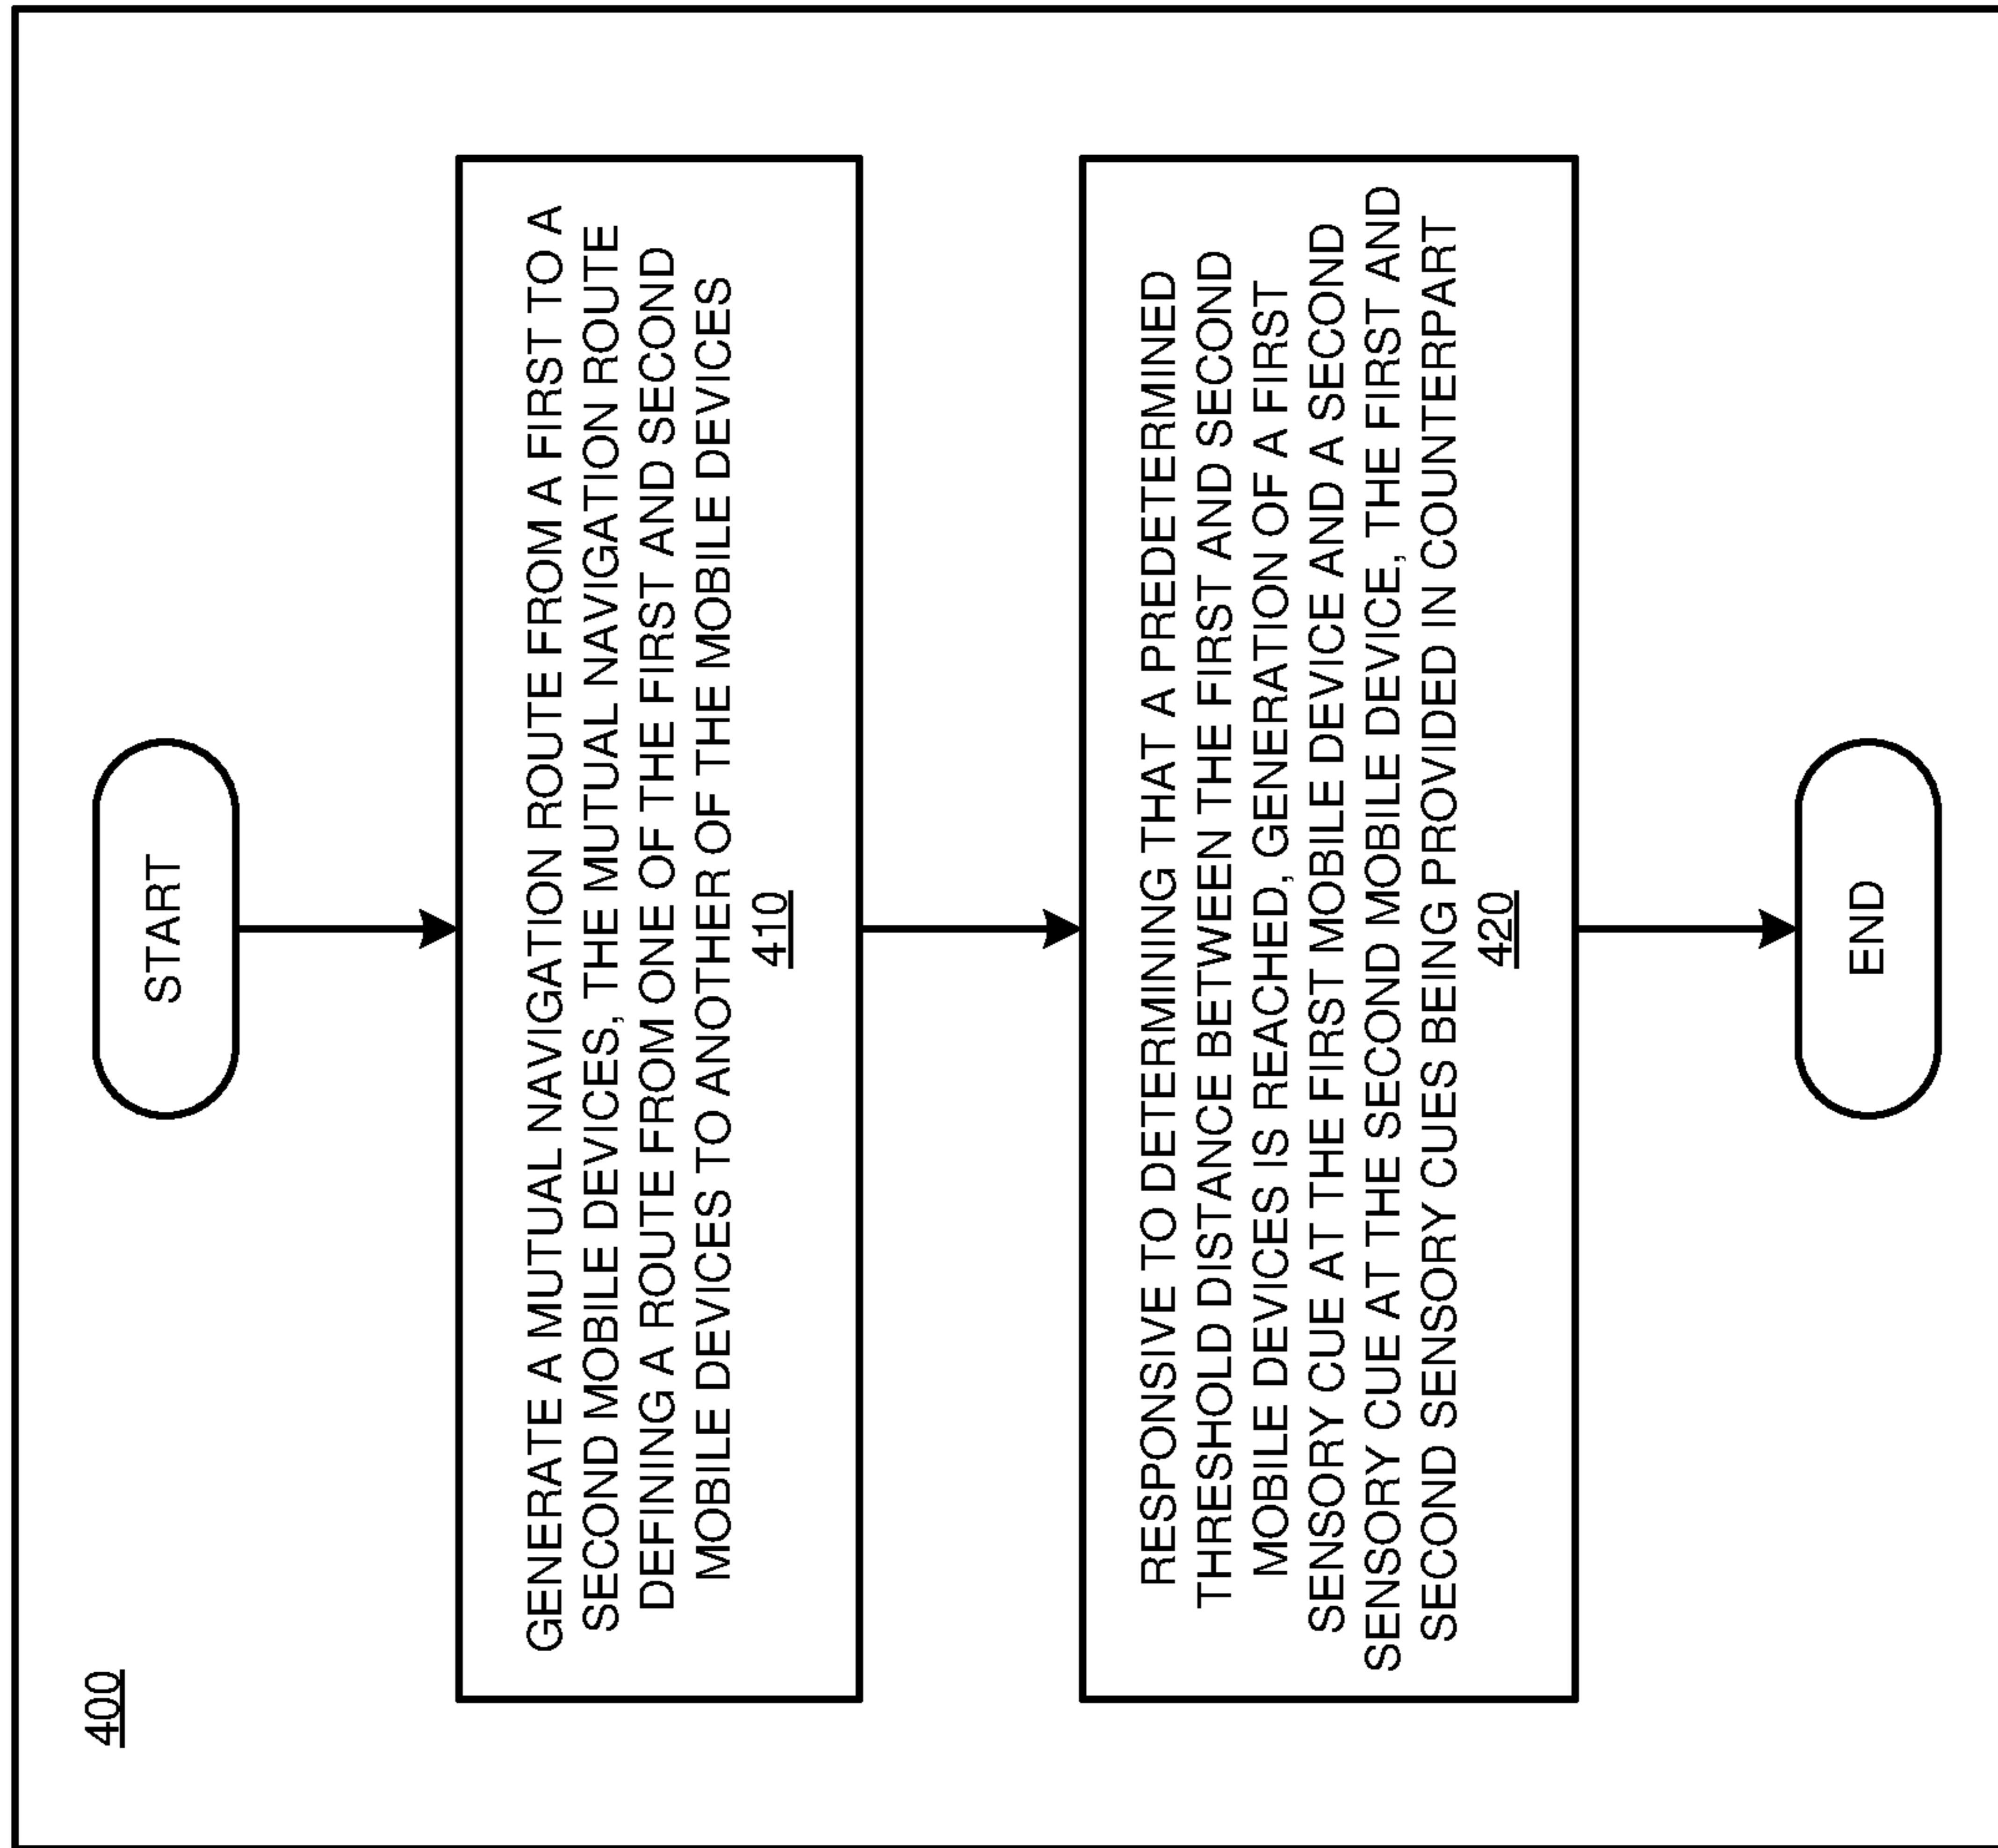 400
START
GENERATE A MUTUAL NAVIGATION ROUTE FROM A FIRST TO A
SECOND MOBILE DEVICES, THE MUTUAL NAVIGATION ROUTE
DEFINING A ROUTE FROM ONE OF THE FIRST AND SECOND
MOBILE DEVICES TO ANOTHER OF THE MOBILE DEVICES
410
RESPONSIVE TO DETERMINING THAT A PREDETERMINED
THRESHOLD DISTANCE BETWEEN THE FIRST AND SECOND
MOBILE DEVICES IS REACHED, GENERATION OF A FIRST
SENSORY CUE AT THE FIRST MOBILE DEVICE AND A SECOND
SENSORY CUE AT THE SECOND MOBILE DEVICE, THE FIRST AND
SECOND SENSORY CUES BEING PROVIDED IN COUNTERPART
420
END